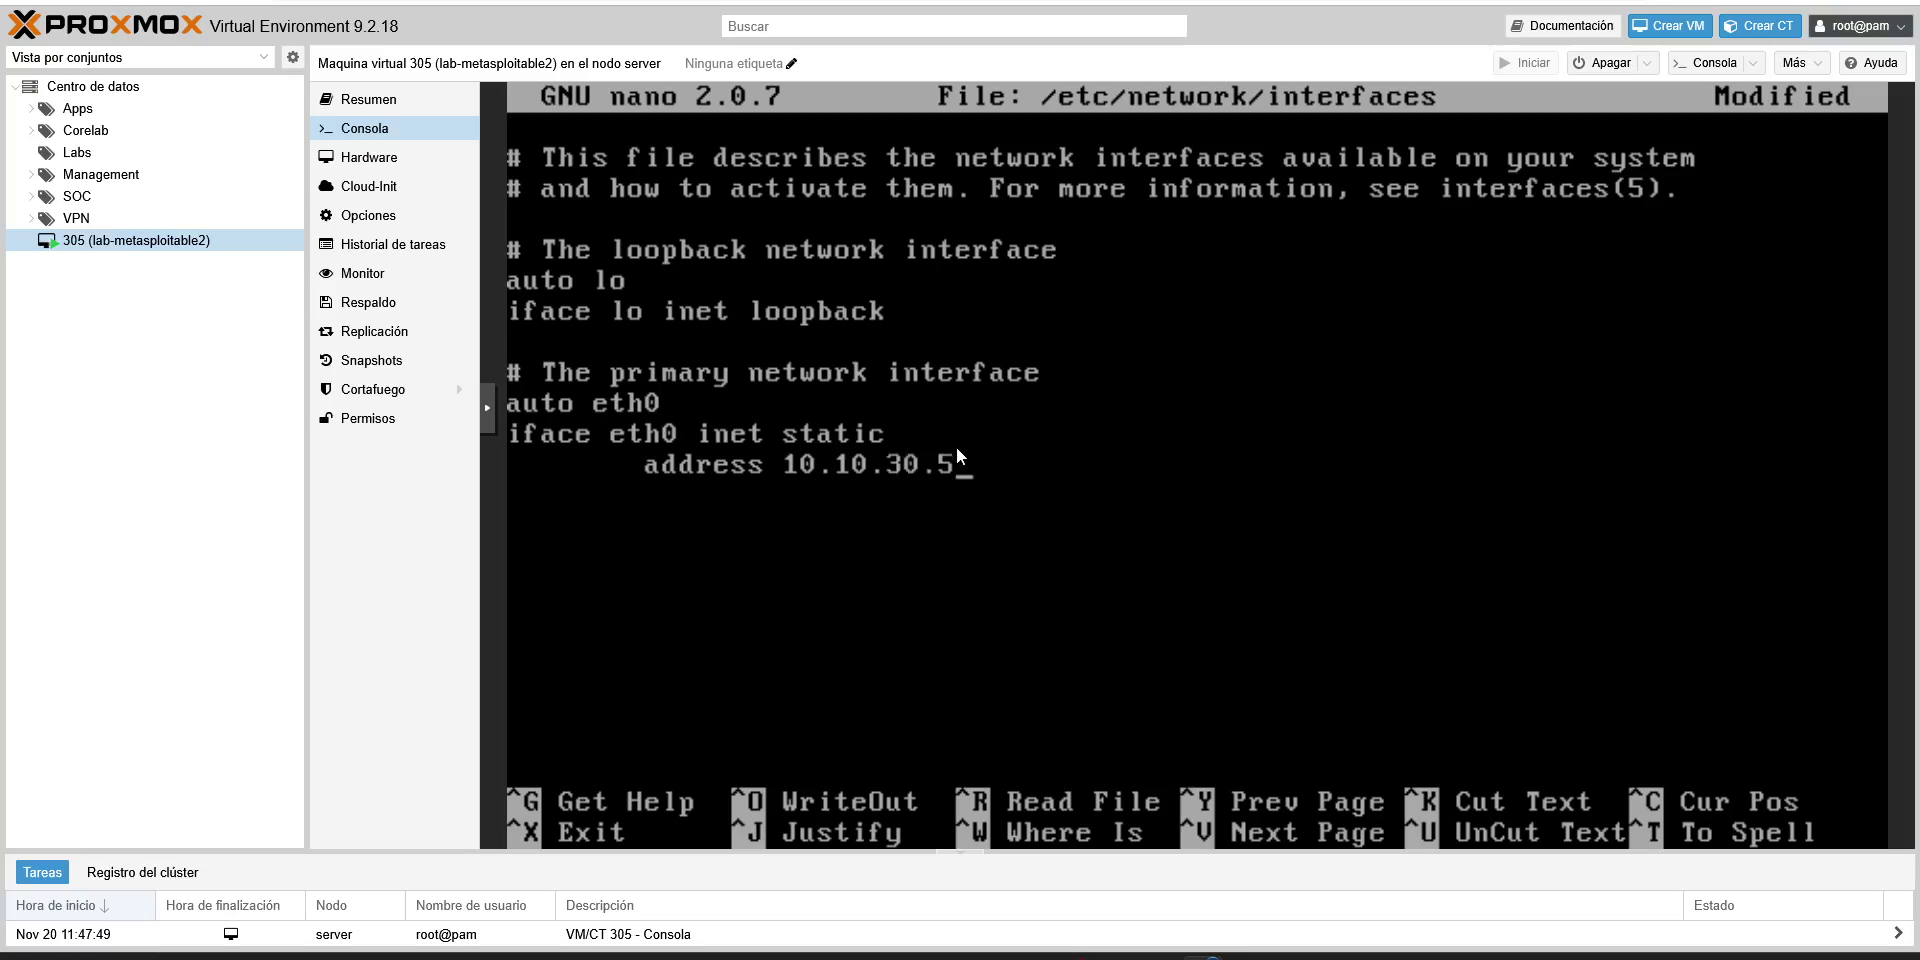 PROXMOX Virtual Environment 9.2.18
Buscar
Documentación
Crear VM
Crear CT
root@pam
Vista por conjuntos
Maquina virtual 305 (lab-metasploitable2) en el nodo server
Ninguna etiqueta
Iniciar
Apagar
Consola
Más
Ayuda
Centro de datos
Apps
Corelab
Labs
Management
SOC
VPN
305 (lab-metasploitable2)
Resumen
Consola
Hardware
Cloud-Init
Opciones
Historial de tareas
Monitor
Respaldo
Replicación
Snapshots
Cortafuego
Permisos
GNU nano 2.0.7 File: /etc/network/interfaces Modified
# This file describes the network interfaces available on your system
# and how to activate them. For more information, see interfaces(5).
# The loopback network interface
auto lo
iface lo inet loopback
# The primary network interface
auto eth0
iface eth0 inet static
address 10.10.30.5_
^G Get Help ^O WriteOut ^R Read File ^Y Prev Page ^K Cut Text ^C Cur Pos
^X Exit ^J Justify ^W Where Is ^V Next Page ^U UnCut Text ^T To Spell
Tareas
Registro del clúster
Hora de inicio ↓ Hora de finalización Nodo Nombre de usuario Descripción Estado
Nov 20 11:47:49 server root@pam VM/CT 305 - Consola